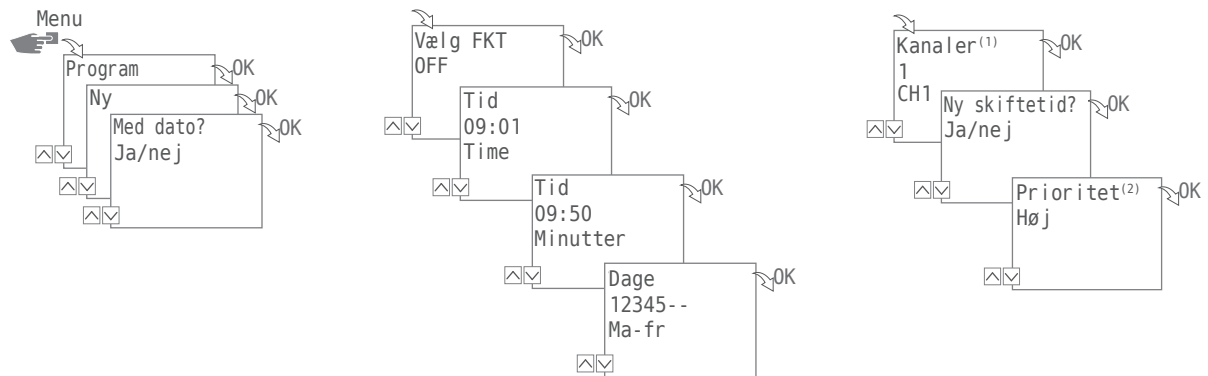 Menu
Program
OK
Ny
OK
Med dato?
OK
Ja/nej
Vælg FKT
OK
OFF
Tid
OK
09:01
Time
Tid
OK
09:50
Minutter
Dage
OK
12345--
Ma-fr
Kanaler(1)
OK
1
CH1
Ny skiftetid?
OK
Ja/nej
Prioritet(2)
OK
Høj